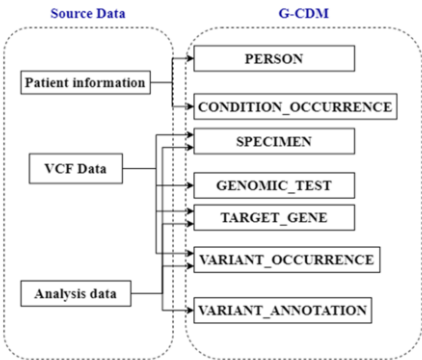 Source Data
G-CDM
Patient information
PERSON
CONDITION_OCCURRENCE
VCF Data
SPECIMEN
GENOMIC_TEST
TARGET_GENE
VARIANT_OCCURRENCE
Analysis data
VARIANT_ANNOTATION